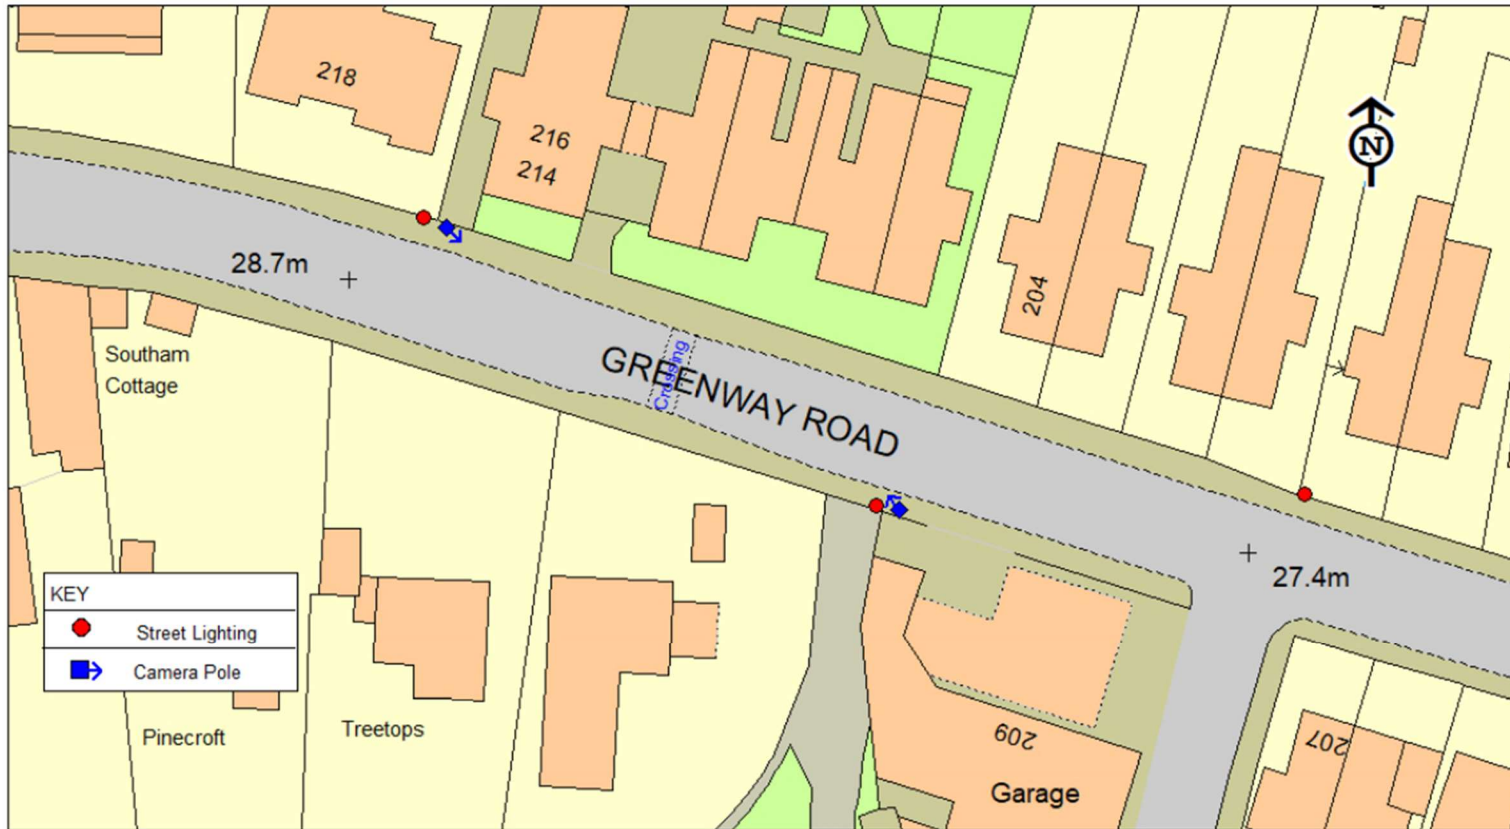 218
216
214
N
204
28.7m
Southam
Cottage
Crossing
GREENWAY ROAD
27.4m
KEY
Street Lighting
Camera Pole
Pinecroft
Treetops
209
207
Garage